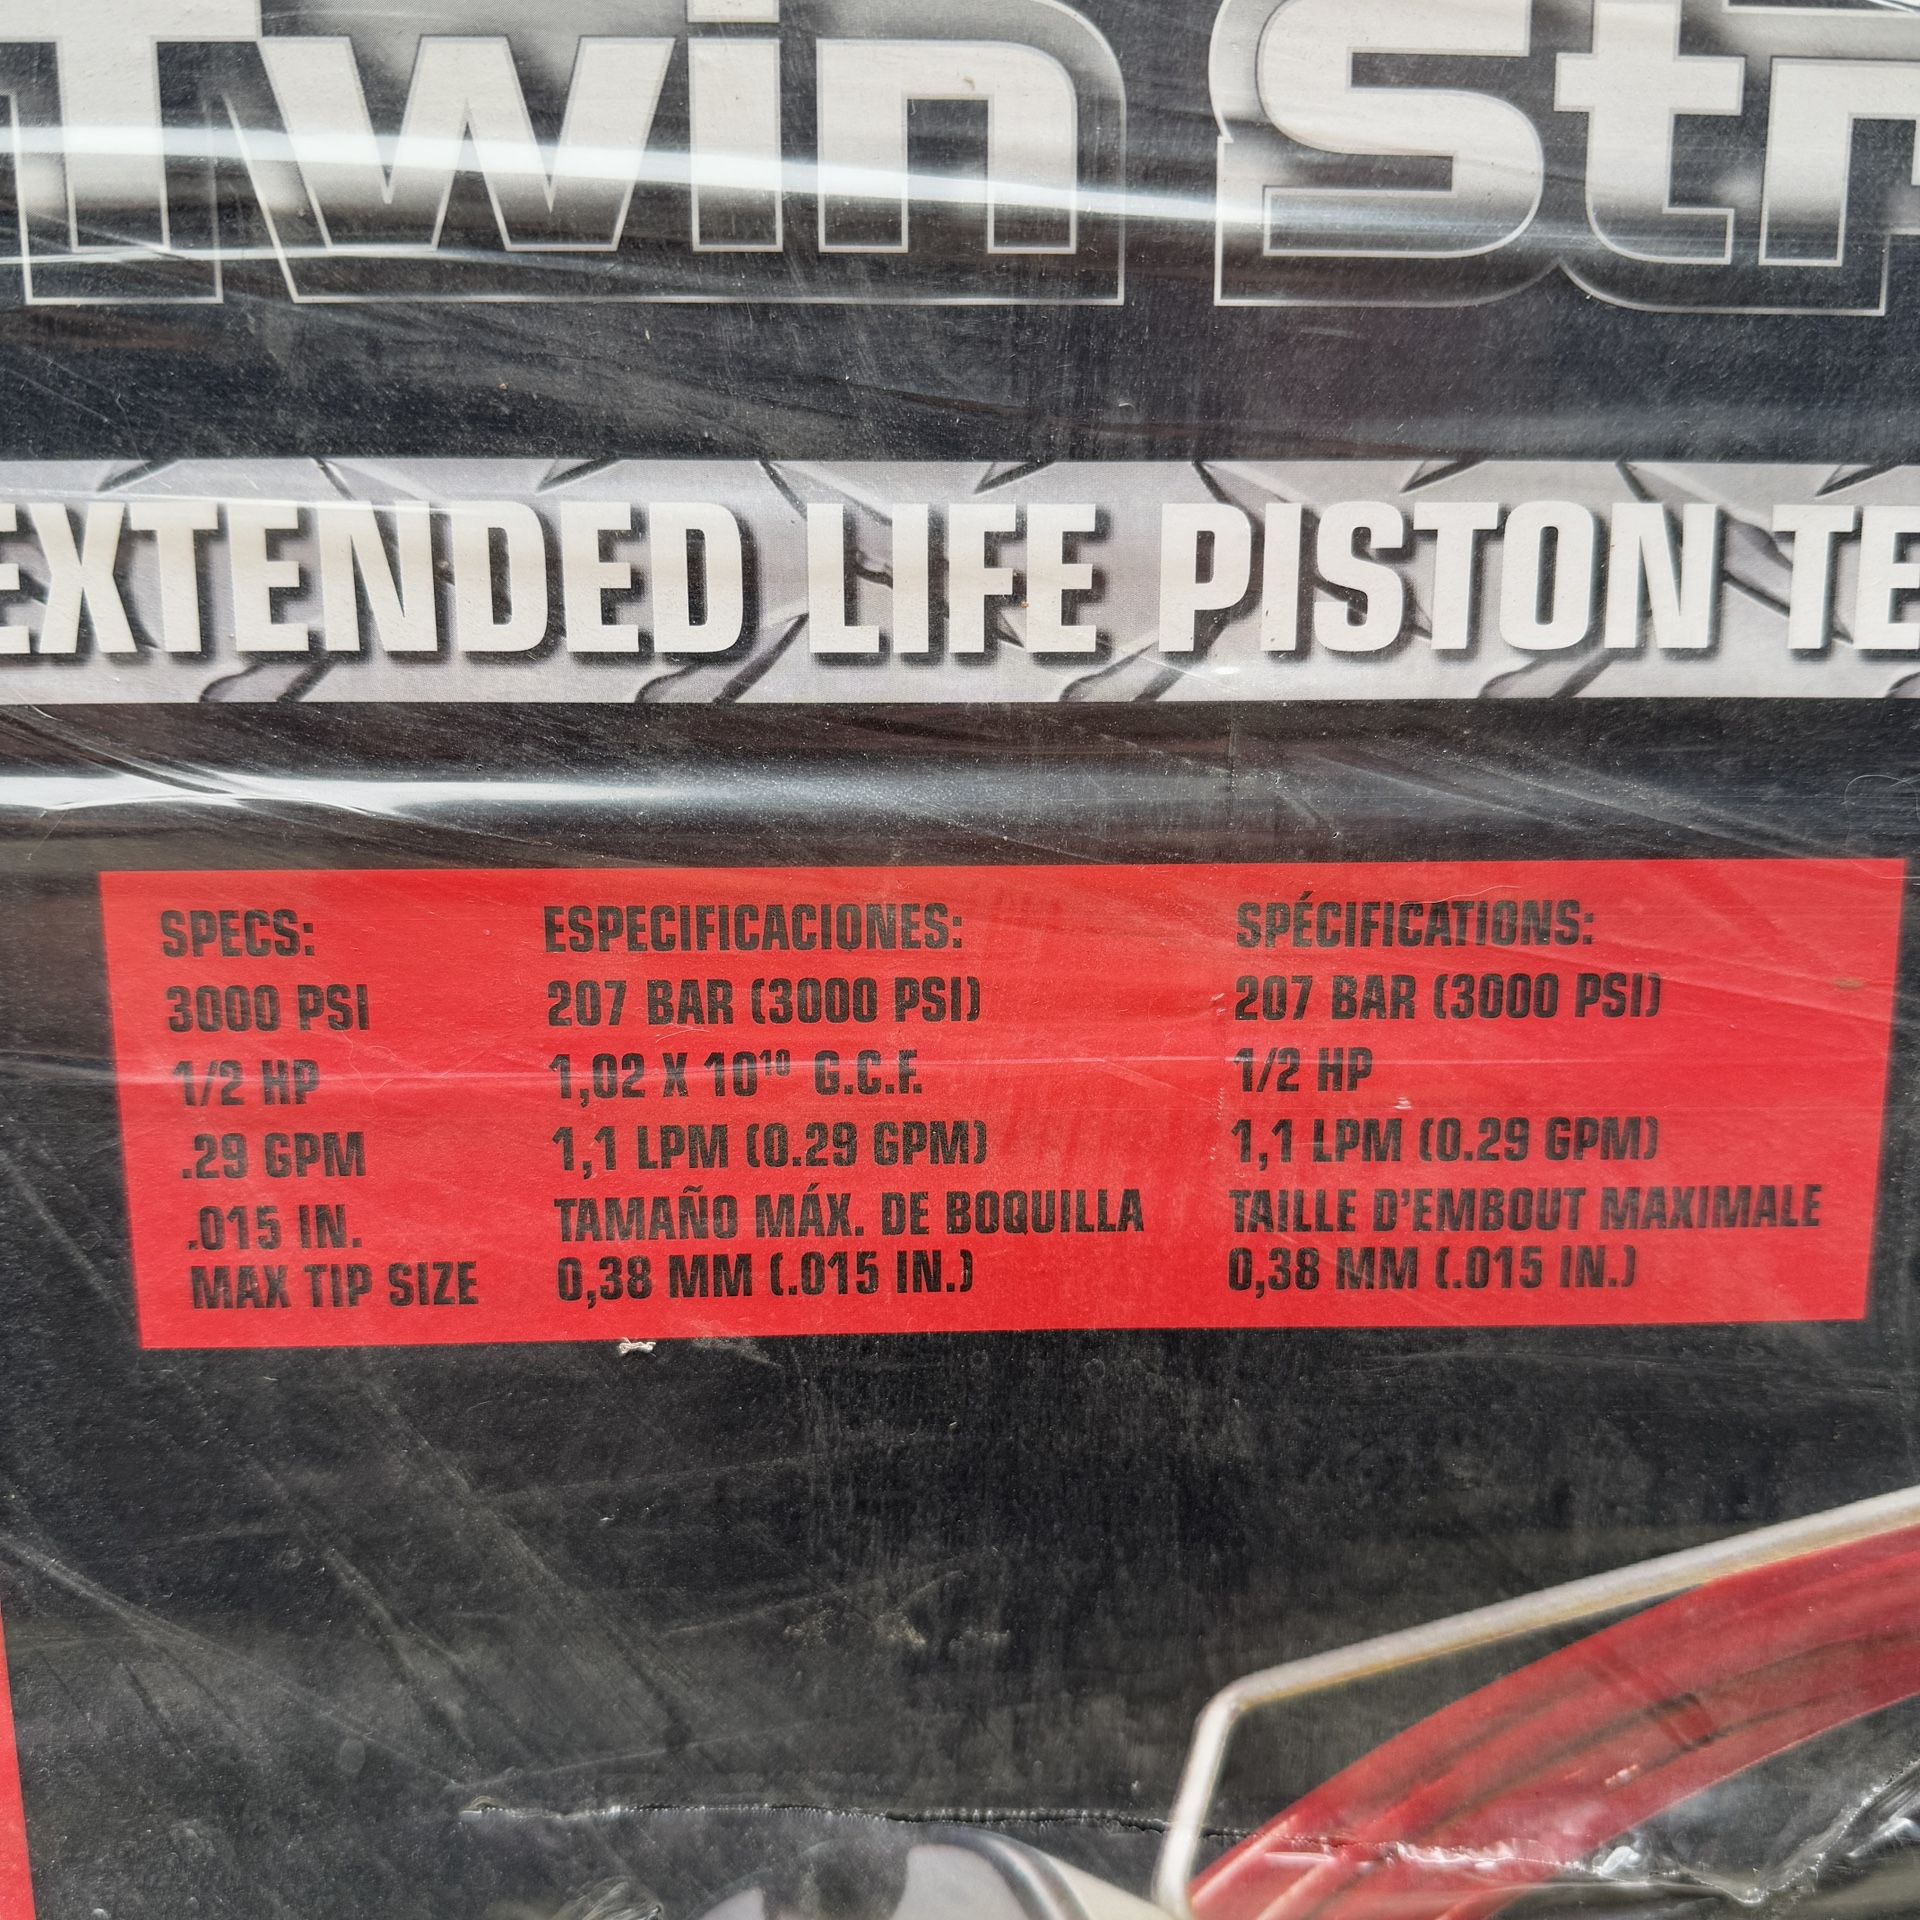 Twin
EXTENDED LIFE PISTON
SPECS:
3000 PSI
1/2 HP
.29 GPM
.015 IN.
MAX TIP SIZE
ESPECIFICACIONES:
207 BAR (3000 PSI)
1,02 X 10¹⁰ G.C.F.
1,1 LPM (0.29 GPM)
TAMAÑO MÁX. DE BOQUILLA
0,38 MM (.015 IN.)
SPÉCIFICATIONS:
207 BAR (3000 PSI)
1/2 HP
1,1 LPM (0.29 GPM)
TAILLE D'EMBOUT MAXIMALE
0,38 MM (.015 IN.)